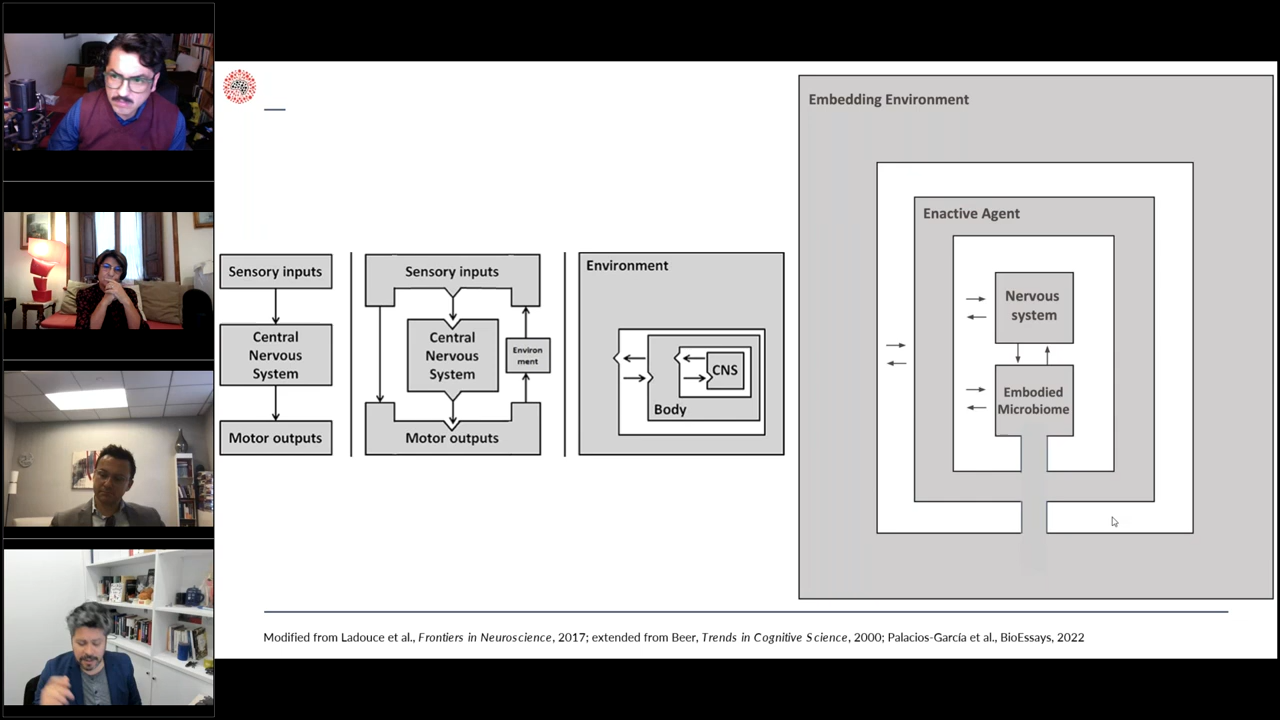 Embedding Environment
Enactive Agent
Nervous
system
Embodied
Microbiome
Sensory inputs
Central
Nervous
System
Motor outputs
Sensory inputs
Central
Nervous
System
Environ
ment
Motor outputs
Environment
CNS
Body
Modified from Ladouce et al., Frontiers in Neuroscience, 2017; extended from Beer, Trends in Cognitive Science, 2000; Palacios-García et al., BioEssays, 2022